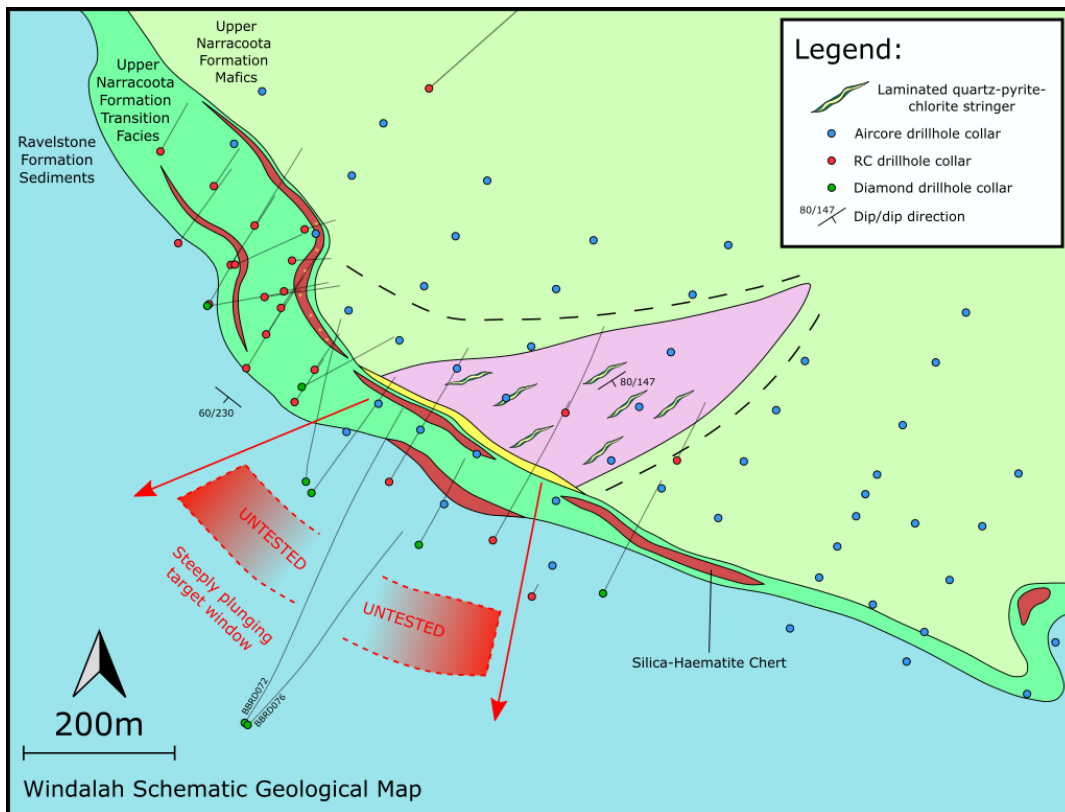 Upper
Narracoota
Formation
Mafics
Upper
Narracoota
Formation
Transition
Facies
Ravelstone
Formation
Sediments
Legend:
Laminated quartz-pyrite-
chlorite stringer
Aircore drillhole collar
RC drillhole collar
Diamond drillhole collar
80/147
Dip/dip direction
80/147
60/230
UNTESTED
Steeply plunging
target window
UNTESTED
Silica-Haematite Chert
BBRD072
BBRD076
200m
Windalah Schematic Geological Map